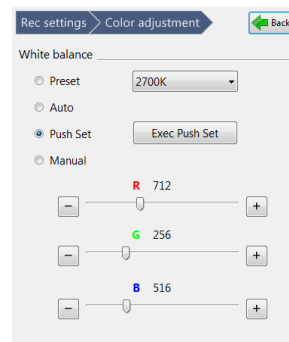 Rec settings Color adjustment Back
White balance
Preset 2700K
Auto
Push Set Exec Push Set
Manual
R 712
− +
G 256
− +
B 516
− +